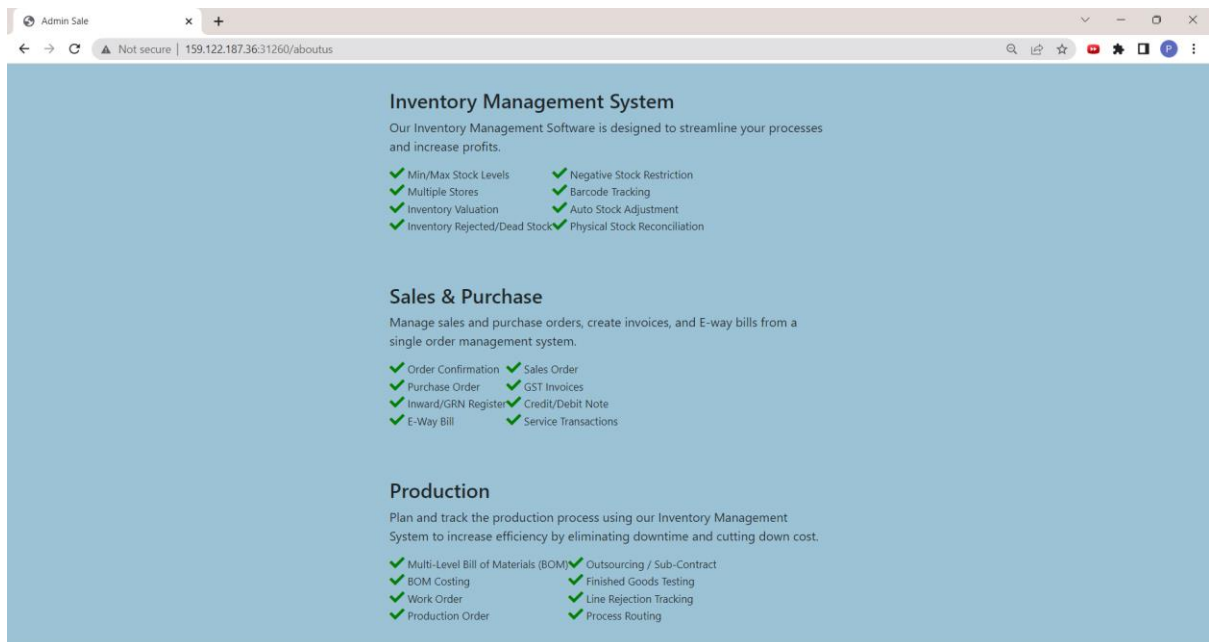 Admin Sale
Not secure | 159.122.187.36:31260/aboutus
P
Inventory Management System
Our Inventory Management Software is designed to streamline your processes
and increase profits.
Min/Max Stock Levels Negative Stock Restriction
Multiple Stores Barcode Tracking
Inventory Valuation Auto Stock Adjustment
Inventory Rejected/Dead Stock Physical Stock Reconciliation
Sales & Purchase
Manage sales and purchase orders, create invoices, and E-way bills from a
single order management system.
Order Confirmation Sales Order
Purchase Order GST Invoices
Inward/GRN Register Credit/Debit Note
E-Way Bill Service Transactions
Production
Plan and track the production process using our Inventory Management
System to increase efficiency by eliminating downtime and cutting down cost.
Multi-Level Bill of Materials (BOM) Outsourcing / Sub-Contract
BOM Costing Finished Goods Testing
Work Order Line Rejection Tracking
Production Order Process Routing